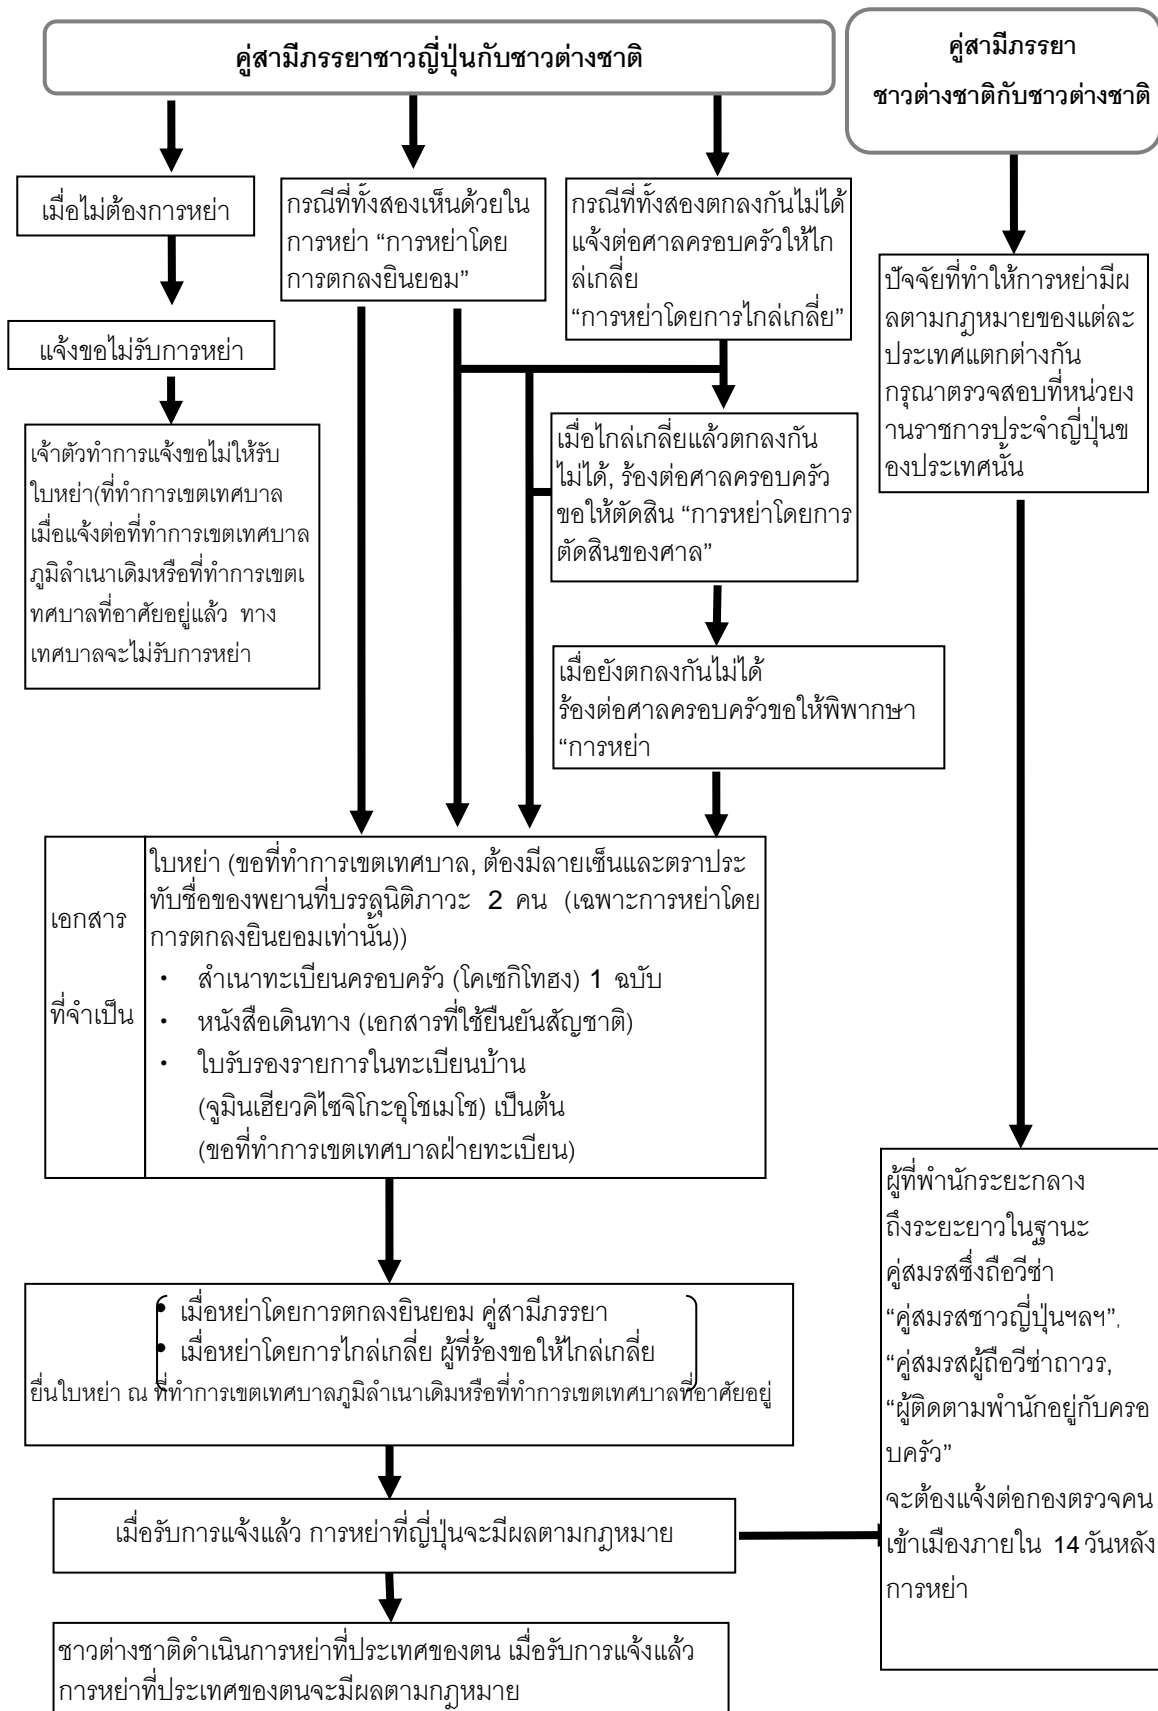 คู่สามีภรรยาชาวญี่ปุ่นกับชาวต่างชาติ
คู่สามีภรรยา
ชาวต่างชาติกับชาวต่างชาติ
เมื่อไม่ต้องการหย่า
กรณีที่ทั้งสองเห็นด้วยใน
การหย่า “การหย่าโดย
การตกลงยินยอม”
กรณีที่ทั้งสองตกลงกันไม่ได้
แจ้งต่อศาลครอบครัวให้ไก
ล่เกลี่ย
“การหย่าโดยการไกล่เกลี่ย”
ปัจจัยที่ทำให้การหย่ามีผ
ลตามกฎหมายของแต่ละ
ประเทศแตกต่างกัน
กรุณาตรวจสอบที่หน่วยง
านราชการประจำญี่ปุ่นข
องประเทศนั้น
แจ้งขอไม่รับการหย่า
เจ้าตัวทำการแจ้งขอไม่ให้รับ
ใบหย่า(ที่ทำการเขตเทศบาล
เมื่อแจ้งต่อที่ทำการเขตเทศบาล
ภูมิลำเนาเดิมหรือที่ทำการเขตเ
ทศบาลที่อาศัยอยู่แล้ว ทาง
เทศบาลจะไม่รับการหย่า
เมื่อไกล่เกลี่ยแล้วตกลงกัน
ไม่ได้, ร้องต่อศาลครอบครัว
ขอให้ตัดสิน “การหย่าโดยการ
ตัดสินของศาล”
เมื่อยังตกลงกันไม่ได้
ร้องต่อศาลครอบครัวขอให้พิพากษา
“การหย่า
เอกสาร
ที่จำเป็น
ใบหย่า (ขอที่ทำการเขตเทศบาล, ต้องมีลายเซ็นและตราประ
ทับชื่อของพยานที่บรรลุนิติภาวะ 2 คน (เฉพาะการหย่าโดย
การตกลงยินยอมเท่านั้น))
・ สำเนาทะเบียนครอบครัว (โคเซกิโทฮง) 1 ฉบับ
・ หนังสือเดินทาง (เอกสารที่ใช้ยืนยันสัญชาติ)
・ ใบรับรองรายการในทะเบียนบ้าน
(จูมินเฮียวคิไซจิโกะอุโชเมโช) เป็นต้น
(ขอที่ทำการเขตเทศบาลฝ่ายทะเบียน)
• เมื่อหย่าโดยการตกลงยินยอม คู่สามีภรรยา
• เมื่อหย่าโดยการไกล่เกลี่ย ผู้ที่ร้องขอให้ไกล่เกลี่ย
ยื่นใบหย่า ณ ที่ทำการเขตเทศบาลภูมิลำเนาเดิมหรือที่ทำการเขตเทศบาลที่อาศัยอยู่
เมื่อรับการแจ้งแล้ว การหย่าที่ญี่ปุ่นจะมีผลตามกฎหมาย
ชาวต่างชาติดำเนินการหย่าที่ประเทศของตน เมื่อรับการแจ้งแล้ว
การหย่าที่ประเทศของตนจะมีผลตามกฎหมาย
ผู้ที่พำนักระยะกลาง
ถึงระยะยาวในฐานะ
คู่สมรสซึ่งถือวีซ่า
“คู่สมรสชาวญี่ปุ่นฯลฯ”,
“คู่สมรสผู้ถือวีซ่าถาวร,
“ผู้ติดตามพำนักอยู่กับครอ
บครัว”
จะต้องแจ้งต่อกองตรวจคน
เข้าเมืองภายใน 14 วันหลัง
การหย่า